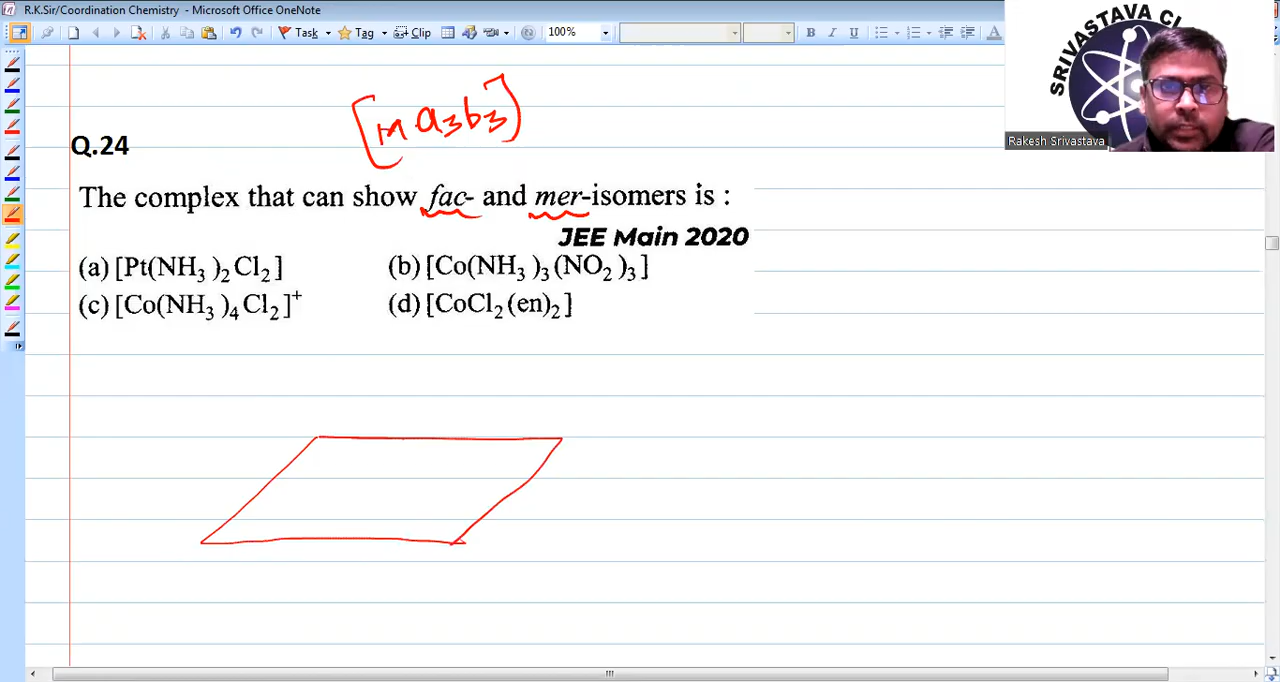 R.K.Sir/Coordination Chemistry - Microsoft Office OneNote
Task Tag Clip 100% B I U A
SRIVASTAVA CL
Rakesh Srivastava
[Ma3b3]
Q.24
The complex that can show fac- and mer-isomers is :
JEE Main 2020
(a) [Pt(NH₃)₂Cl₂] (b) [Co(NH₃)₃(NO₂)₃]
(c) [Co(NH₃)₄Cl₂]⁺ (d) [CoCl₂(en)₂]